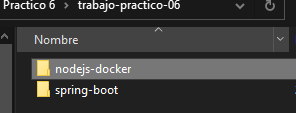 Practico 6 > trabajo-practico-06
Nombre
nodejs-docker
spring-boot